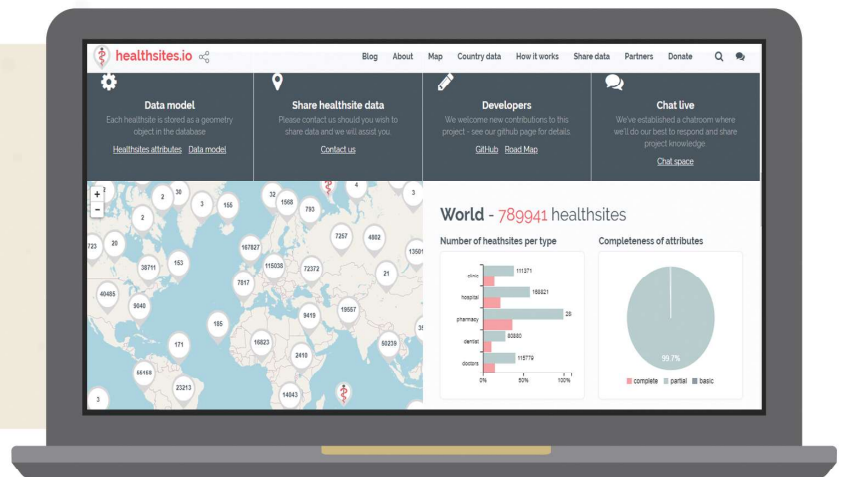 healthsites.io
Blog About Map Country data How it works Share data Partners Donate
Data model
Each healthsite is stored as a geometry
object in the database
Healthsites attributes Data model
Share healthsite data
Please contact us should you wish to
share data and we will assist you.
Contact us
Developers
We welcome new contributions to this
project - see our github page for details.
GitHub Road Map
Chat live
We've established a chatroom where
we'll do our best to respond and share
project knowledge
Chat space
+
-
2
30
3
155
32
1568
793
4
3
2
723
20
153
38711
167827
7257
4802
13501
115038
72372
21
7817
40485
9040
185
9419
19557
171
16823
2410
50239
23213
14043
3
World - 789941 healthsites
Number of heathsites per type
clinic
111371
hospital
pharmacy
28
dentist
doctors
115779
0% 50% 100%
Completeness of attributes
99.7%
complete partial basic